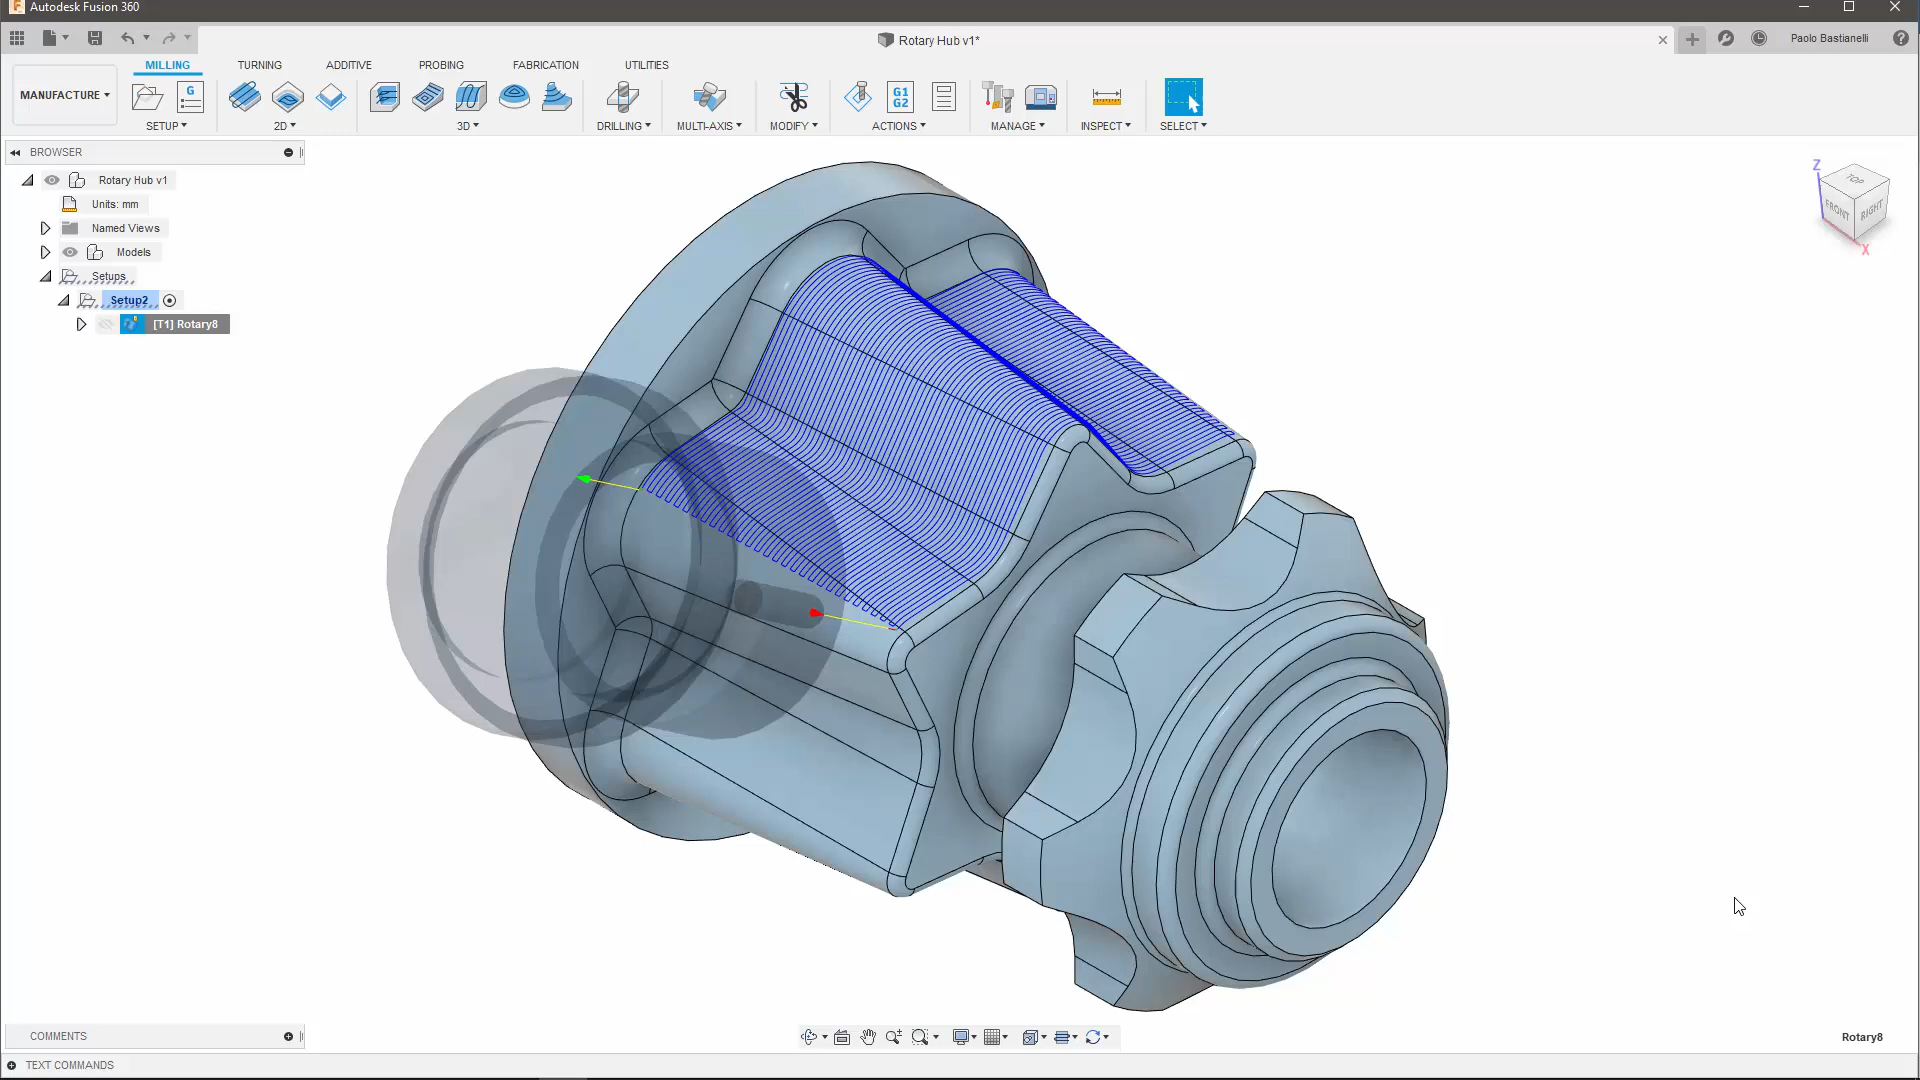 Autodesk Fusion 360
Rotary Hub v1*
Paolo Bastianelli
MILLING TURNING ADDITIVE PROBING FABRICATION UTILITIES
MANUFACTURE
G
G1
G2
SETUP 2D 3D DRILLING MULTI-AXIS MODIFY ACTIONS MANAGE INSPECT SELECT
BROWSER
Rotary Hub v1
Units: mm
Named Views
Models
Setups
Setup2
[T1] Rotary8
Z
TOP
FRONT RIGHT
X
COMMENTS
Rotary8
TEXT COMMANDS